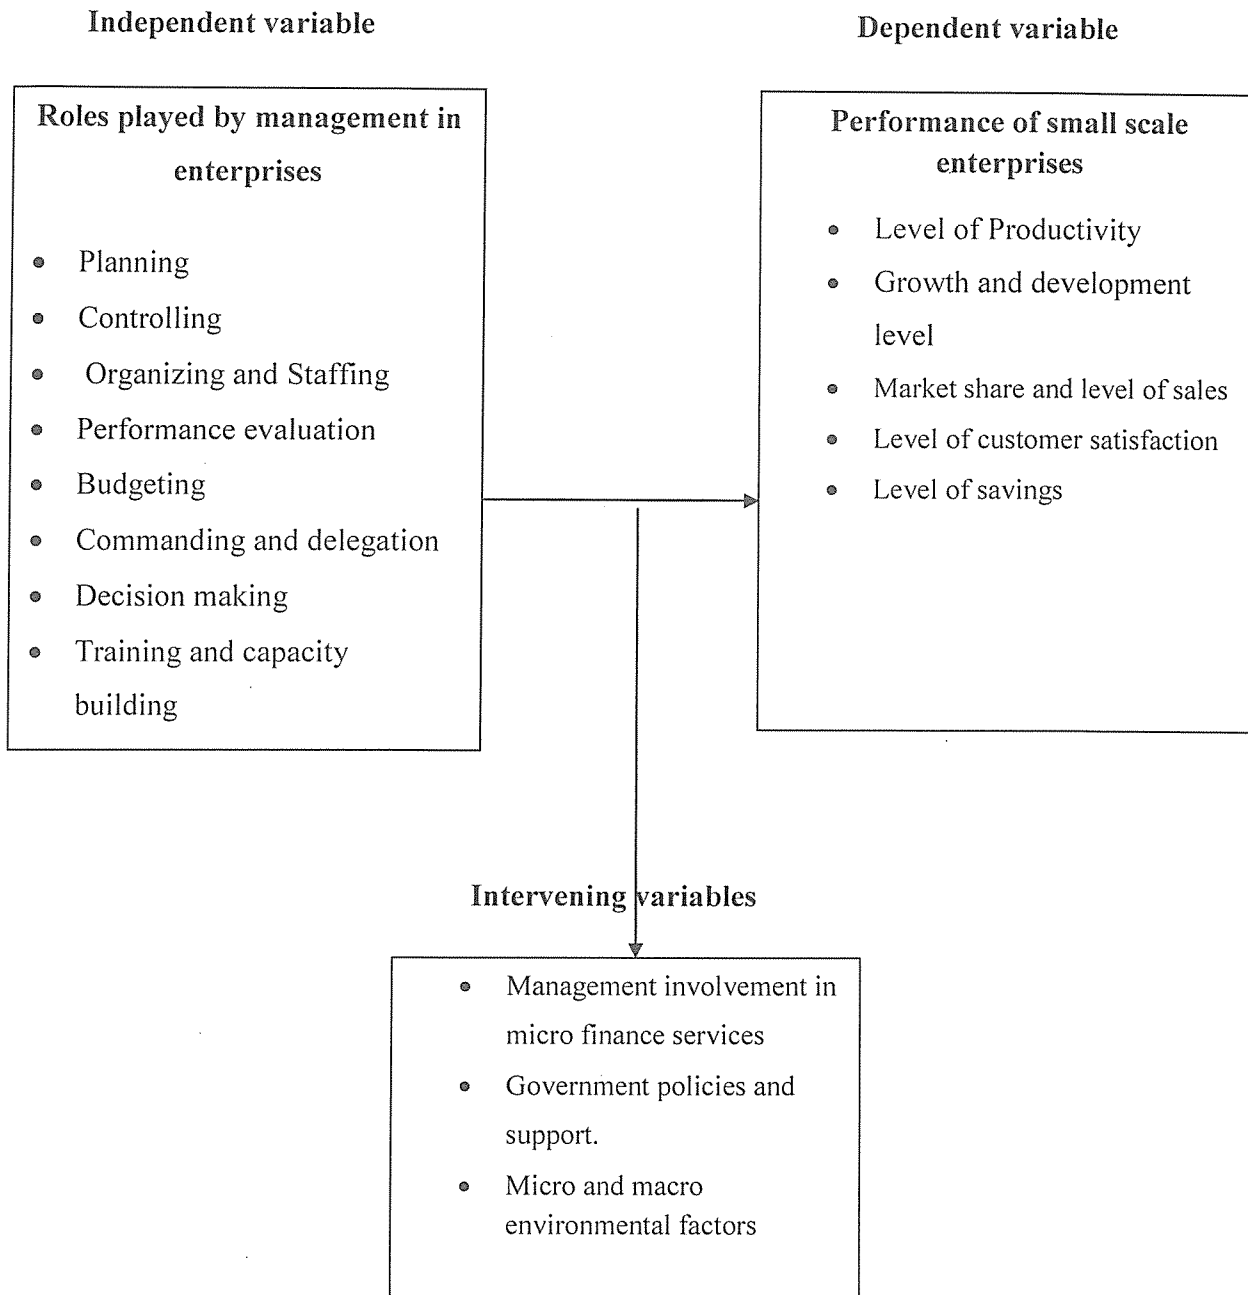 Independent variable
Dependent variable
Roles played by management in
enterprises
• Planning
• Controlling
• Organizing and Staffing
• Performance evaluation
• Budgeting
• Commanding and delegation
• Decision making
• Training and capacity
building
Performance of small scale
enterprises
• Level of Productivity
• Growth and development
level
• Market share and level of sales
• Level of customer satisfaction
• Level of savings
Intervening variables
• Management involvement in
micro finance services
• Government policies and
support.
• Micro and macro
environmental factors